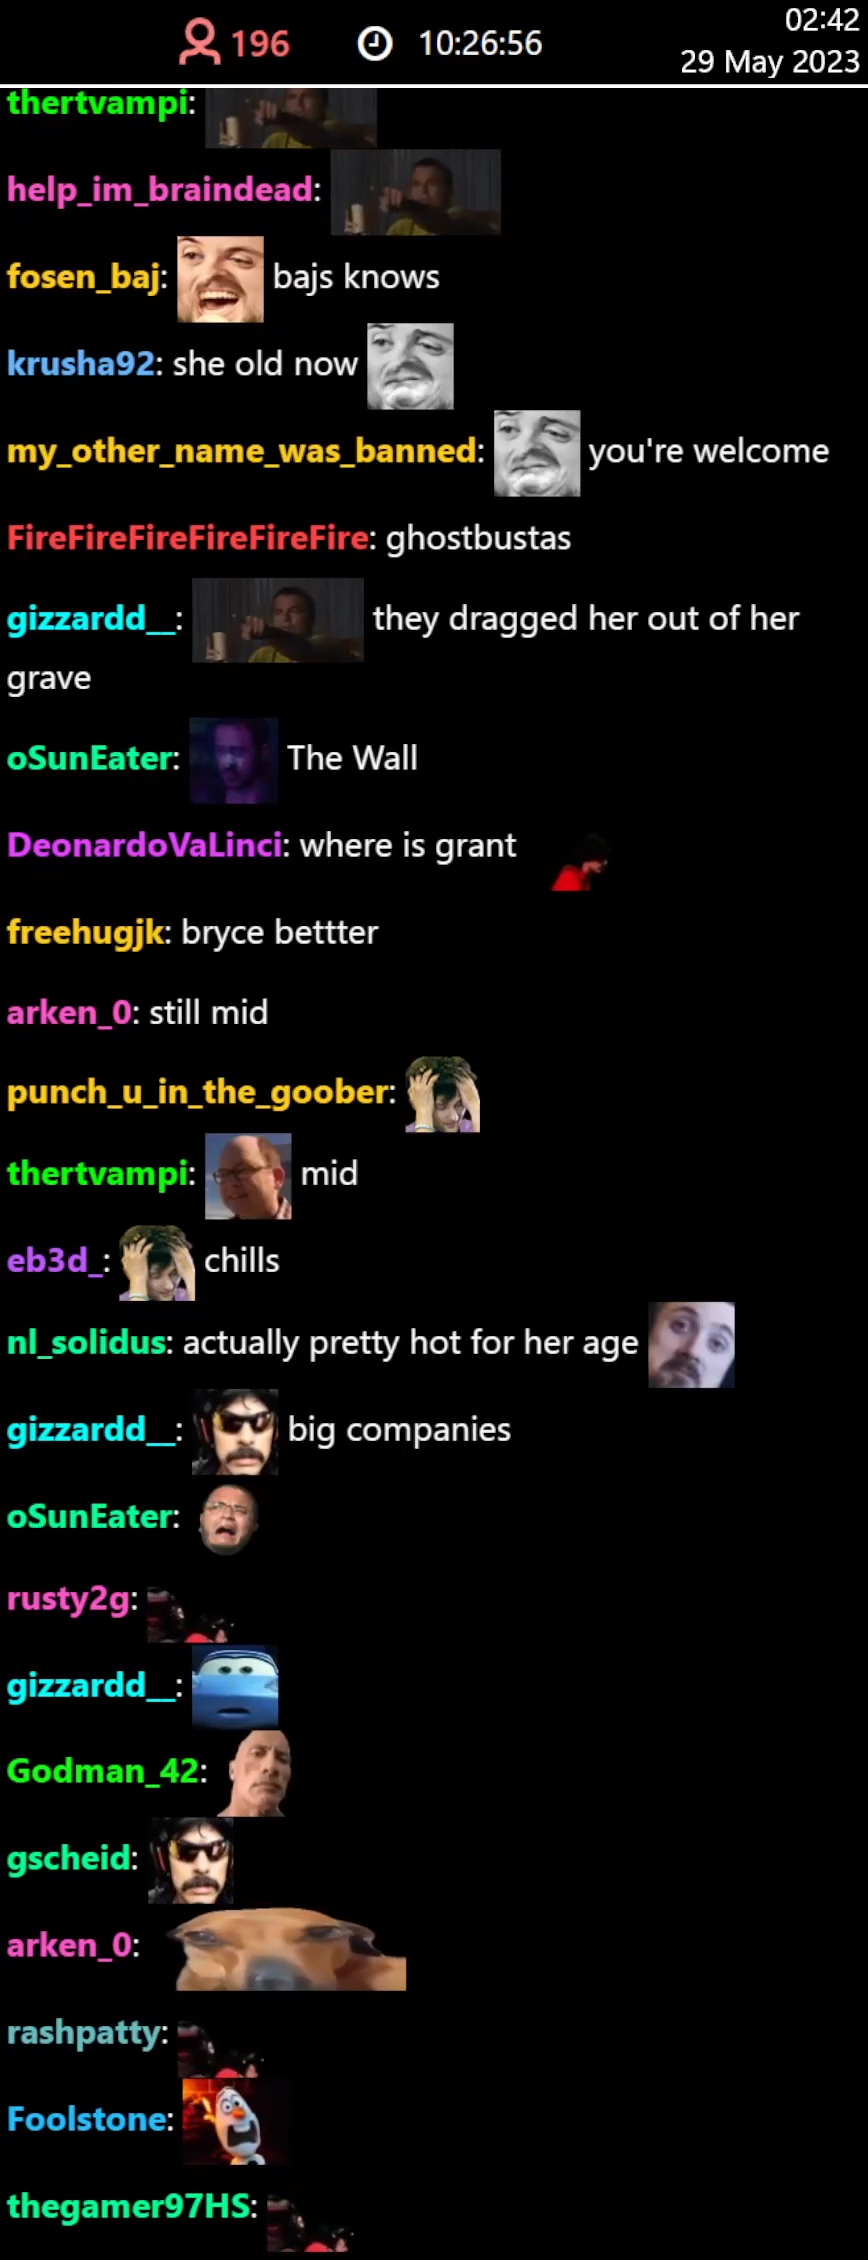 196 10:26:56 02:42
29 May 2023
thertvampi:
help_im_braindead:
fosen_baj: bajs knows
krusha92: she old now
my_other_name_was_banned: you're welcome
FireFireFireFireFireFire: ghostbustas
gizzardd__: they dragged her out of her
grave
oSunEater: The Wall
DeonardoVaLinci: where is grant
freehugjk: bryce bettter
arken_0: still mid
punch_u_in_the_goober:
thertvampi: mid
eb3d_: chills
nl_solidus: actually pretty hot for her age
gizzardd__: big companies
oSunEater:
rusty2g:
gizzardd__:
Godman_42:
gscheid:
arken_0:
rashpatty:
Foolstone:
thegamer97HS: